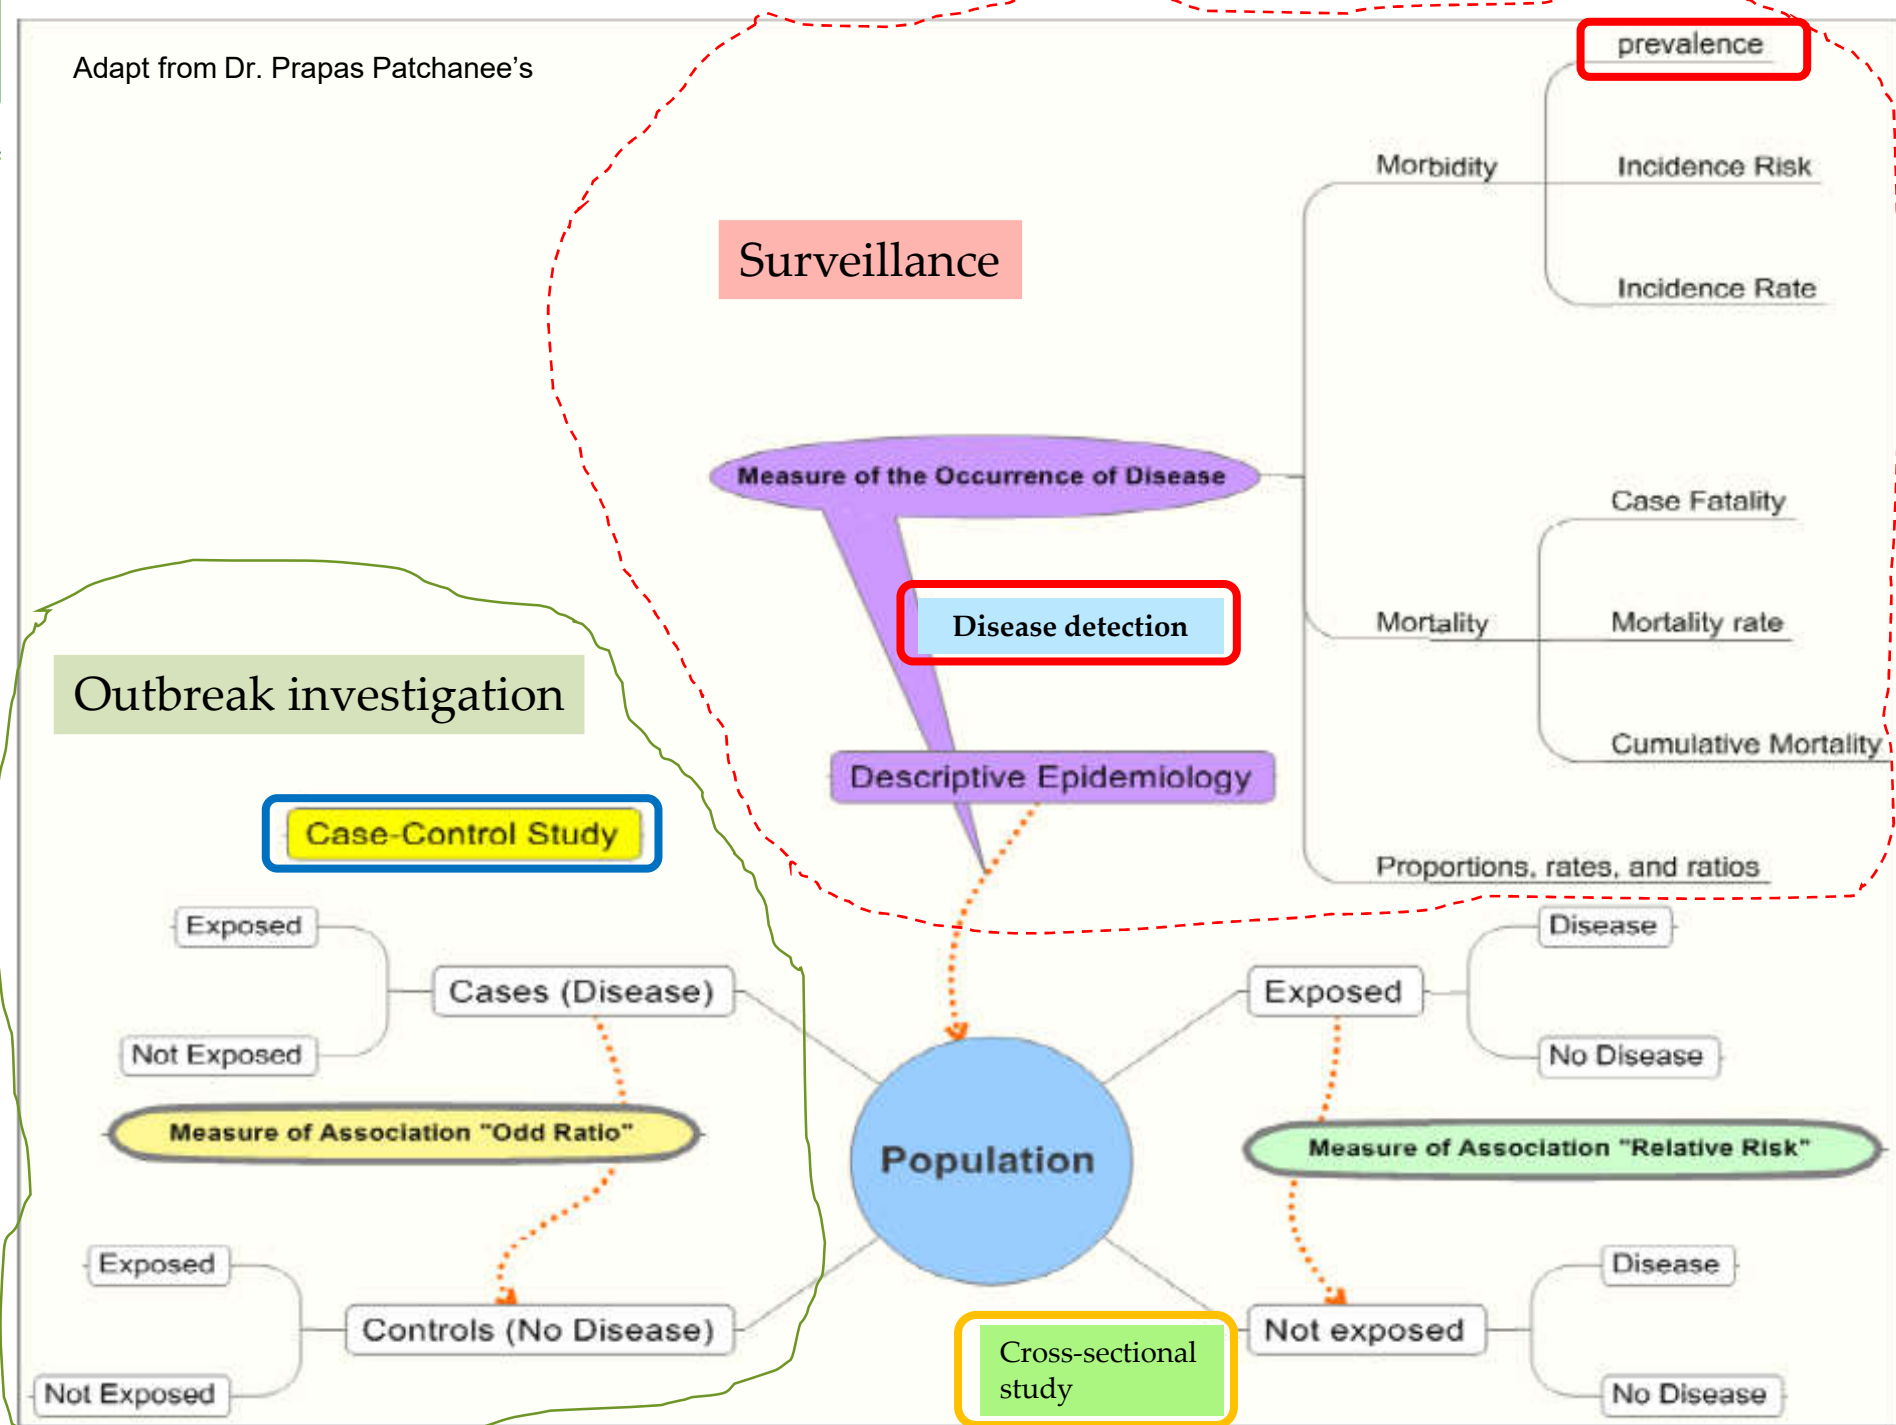 Adapt from Dr. Prapas Patchanee's
prevalence
Morbidity
Incidence Risk
Surveillance
Incidence Rate
Measure of the Occurrence of Disease
Case Fatality
Disease detection
Mortality
Mortality rate
Outbreak investigation
Cumulative Mortality
Descriptive Epidemiology
Case-Control Study
Proportions, rates, and ratios
Exposed
Disease
Cases (Disease)
Exposed
Not Exposed
No Disease
Measure of Association "Odd Ratio"
Population
Measure of Association "Relative Risk"
Exposed
Disease
Controls (No Disease)
Not exposed
Cross-sectional
study
Not Exposed
No Disease